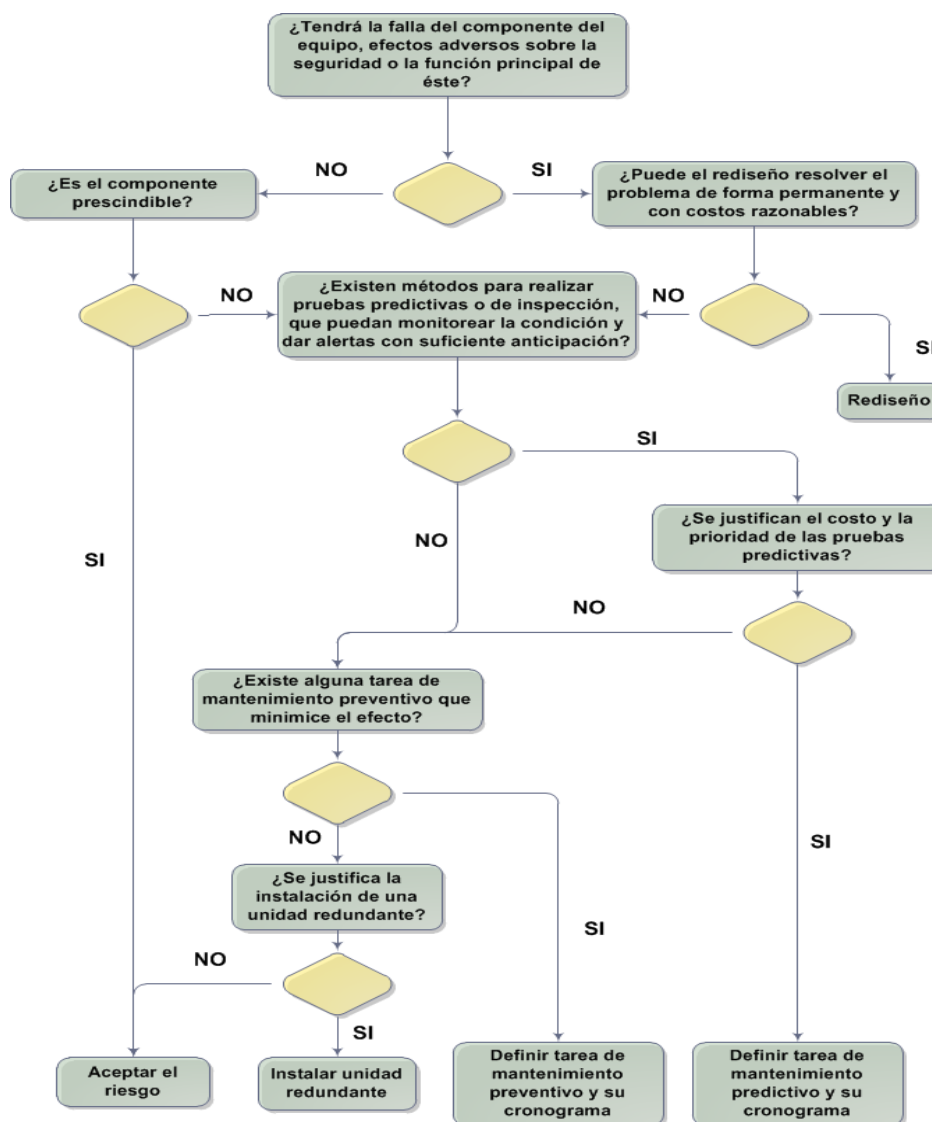 ¿Tendrá la falla del componente del
equipo, efectos adversos sobre la
seguridad o la función principal de
éste?
NO
SI
¿Es el componente
prescindible?
¿Puede el rediseño resolver el
problema de forma permanente y
con costos razonables?
NO
¿Existen métodos para realizar
pruebas predictivas o de inspección,
que puedan monitorear la condición y
dar alertas con suficiente anticipación?
NO
SI
Rediseño
SI
¿Se justifican el costo y la
prioridad de las pruebas
predictivas?
NO
SI
NO
¿Existe alguna tarea de
mantenimiento preventivo que
minimice el efecto?
NO
SI
¿Se justifica la
instalación de una
unidad redundante?
SI
NO
SI
Aceptar el
riesgo
Instalar unidad
redundante
Definir tarea de
mantenimiento
preventivo y su
cronograma
Definir tarea de
mantenimiento
predictivo y su
cronograma